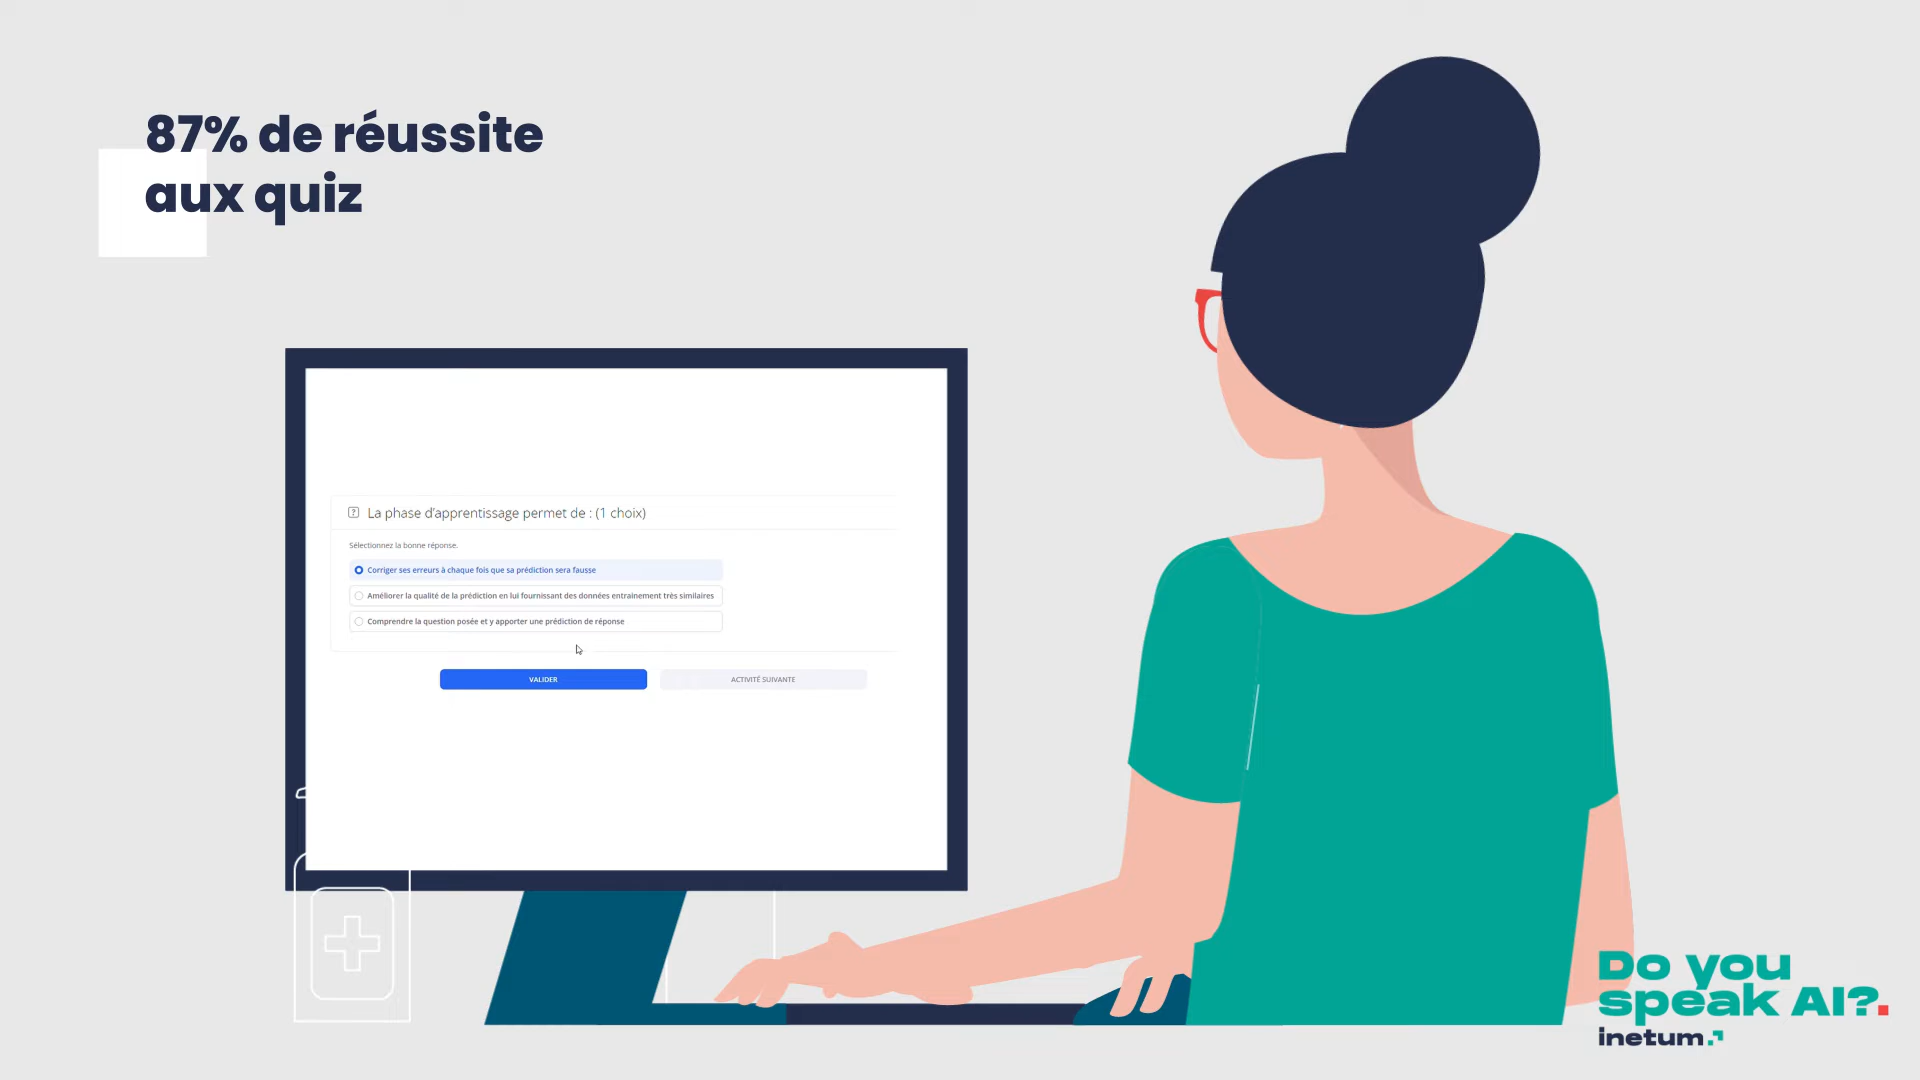 87% de réussite
aux quiz
La phase d'apprentissage permet de : (1 choix)
Sélectionnez la bonne réponse.
Corriger ses erreurs à chaque fois que sa prédiction sera fausse
Améliorer la qualité de la prédiction en lui fournissant des données entrainement très similaires
Comprendre la question posée et y apporter une prédiction de réponse
VALIDER
ACTIVITÉ SUIVANTE
Do you
speak AI?.
inetum.